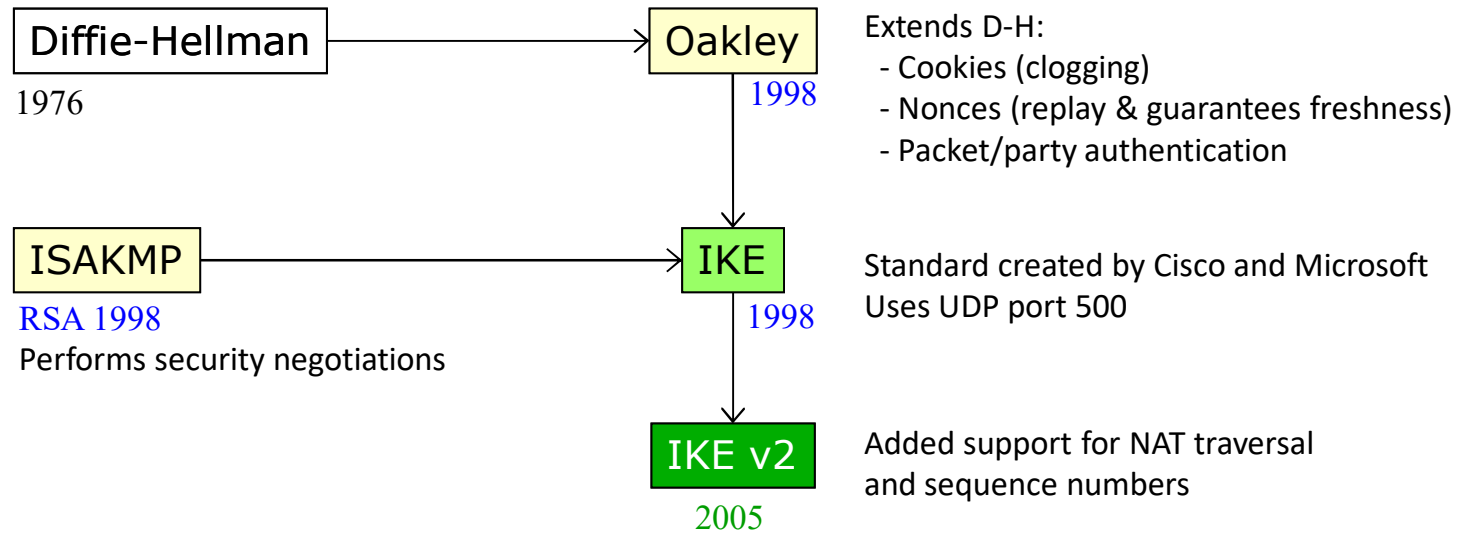 Diffie-Hellman
1976
Oakley
1998
Extends D-H:
- Cookies (clogging)
- Nonces (replay & guarantees freshness)
- Packet/party authentication
ISAKMP
RSA 1998
Performs security negotiations
IKE
1998
Standard created by Cisco and Microsoft
Uses UDP port 500
IKE v2
2005
Added support for NAT traversal
and sequence numbers